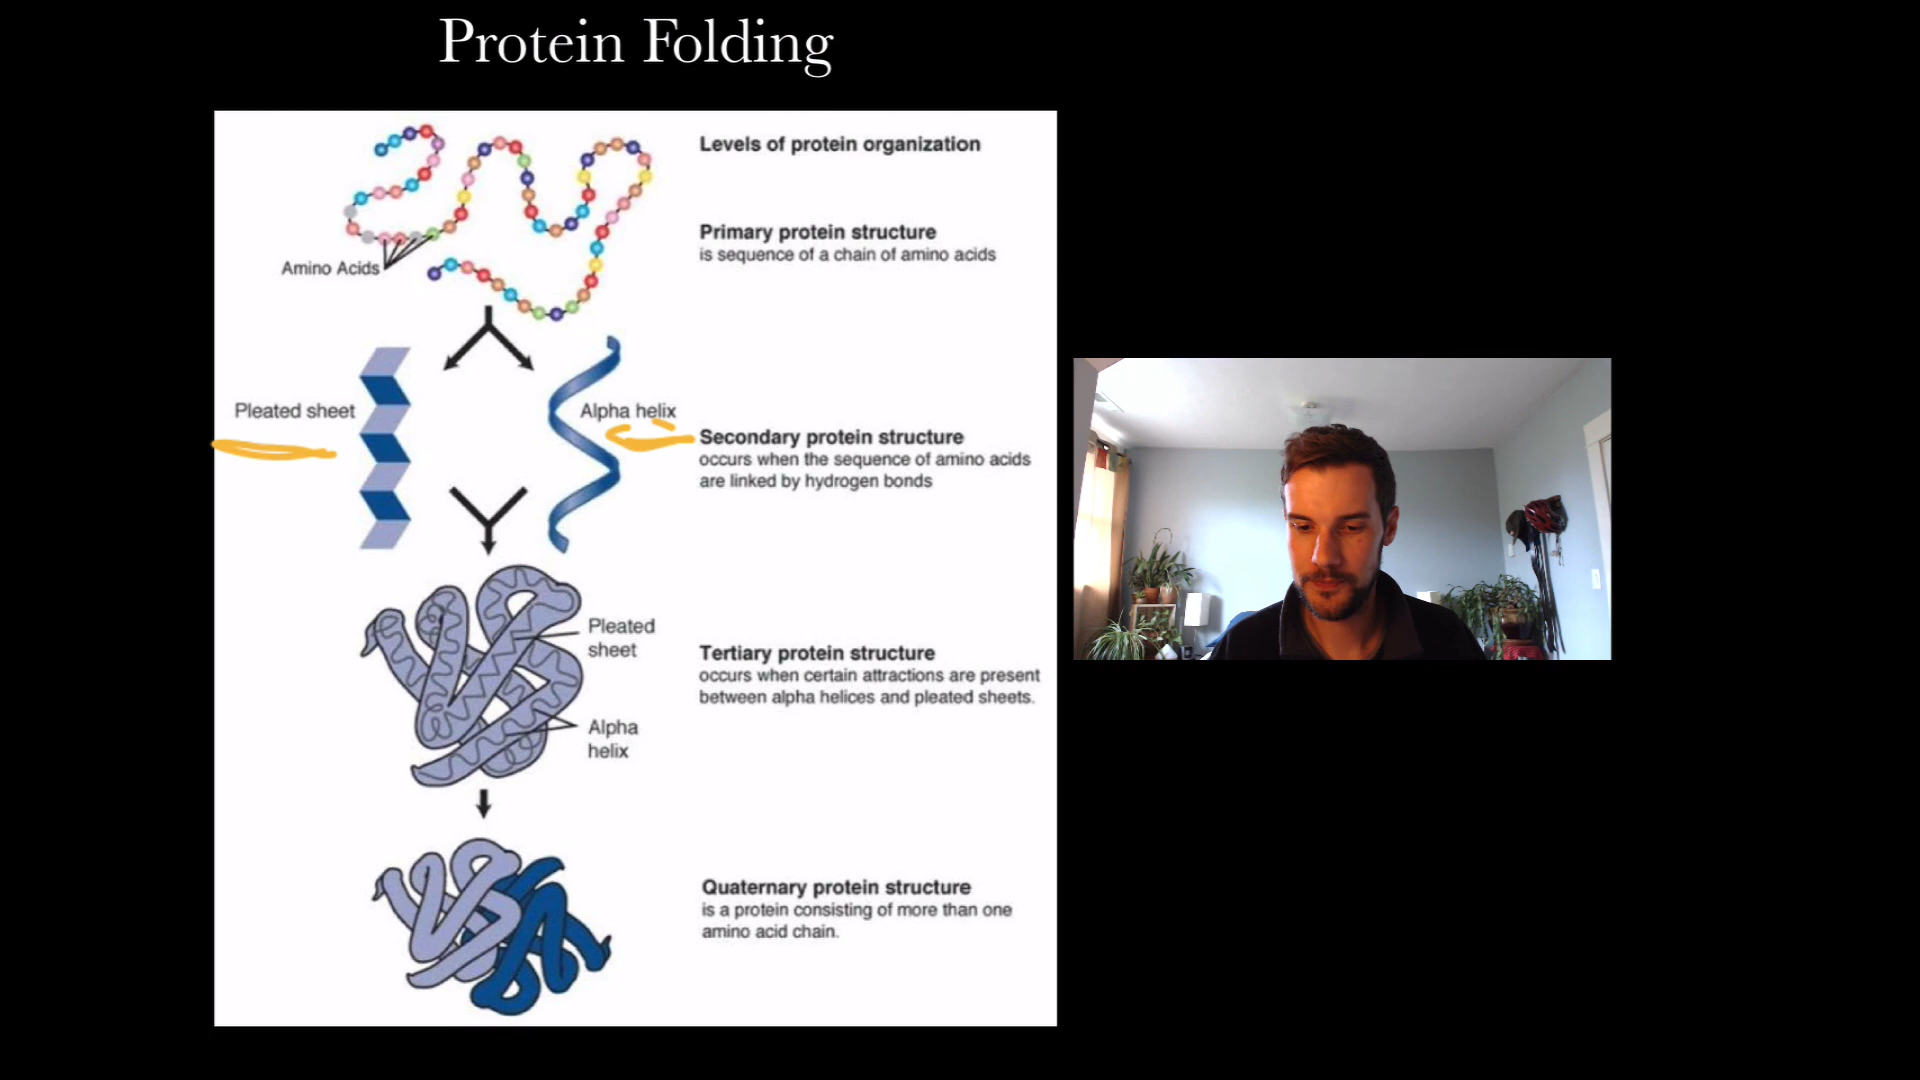 Protein Folding
Levels of protein organization
Primary protein structure
is sequence of a chain of amino acids
Amino Acids
Pleated sheet
Alpha helix
Secondary protein structure
occurs when the sequence of amino acids
are linked by hydrogen bonds
Pleated
sheet
Tertiary protein structure
occurs when certain attractions are present
between alpha helices and pleated sheets.
Alpha
helix
Quaternary protein structure
is a protein consisting of more than one
amino acid chain.